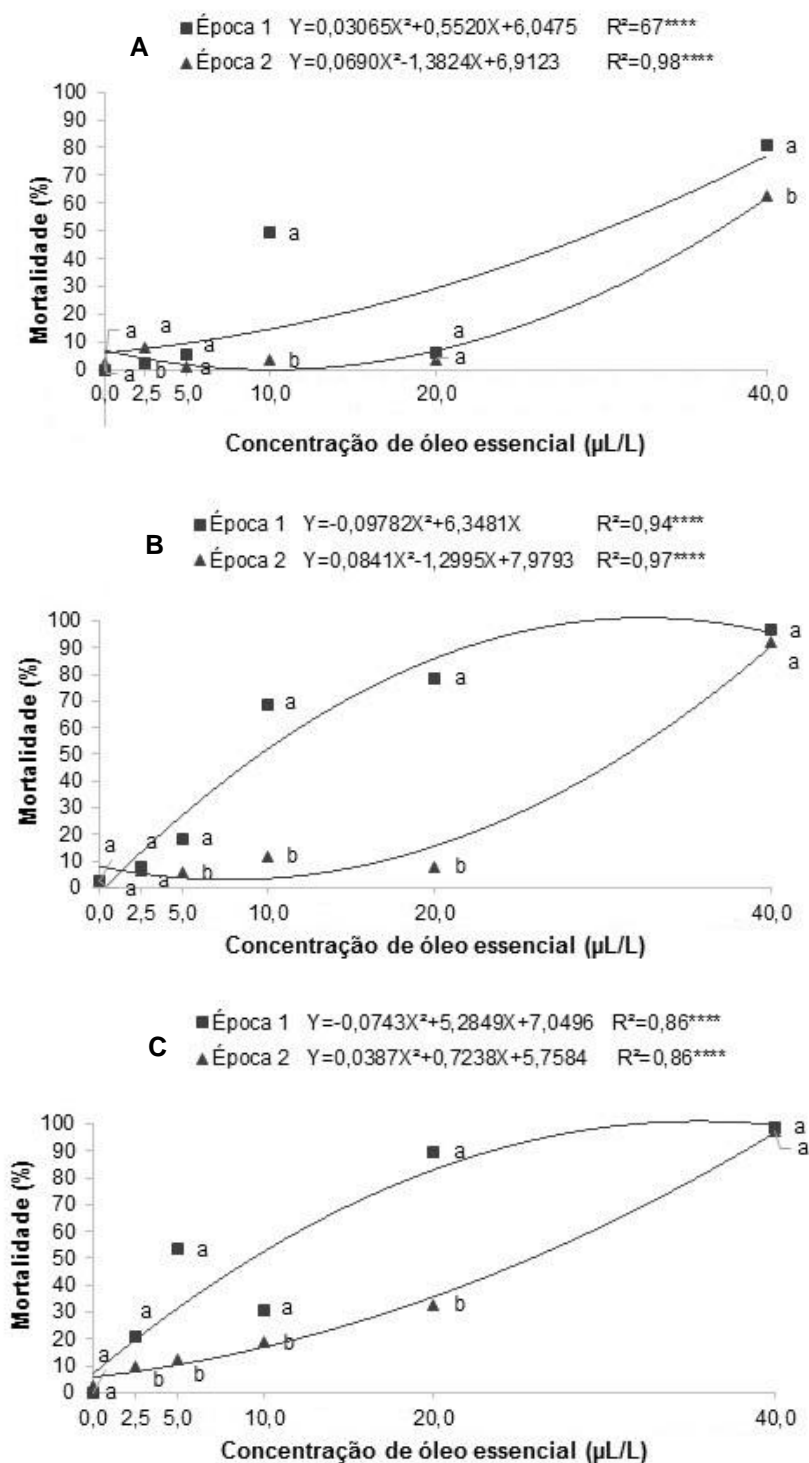 A
■ Época 1 Y=0,03065X²+0,5520X+6,0475 R²=67****
▲ Época 2 Y=0,0690X²-1,3824X+6,9123 R²=0,98****
Mortalidade (%)
100
90
80
70
60
50
40
30
20
10
0
a
a
a
b
a
a
a
b
a
a
a
b
0,0 2,5 5,0 10,0 20,0 40,0
Concentração de óleo essencial (µL/L)
B
■ Época 1 Y=-0,09782X²+6,3481X R²=0,94****
▲ Época 2 Y=0,0841X²-1,2995X+7,9793 R²=0,97****
Mortalidade (%)
100
90
80
70
60
50
40
30
20
10
0
a
a
a
a
a
b
a
b
a
b
a
a
0,0 2,5 5,0 10,0 20,0 40,0
Concentração de óleo essencial (µL/L)
C
■ Época 1 Y=-0,0743X²+5,2849X+7,0496 R²=0,86****
▲ Época 2 Y=0,0387X²+0,7238X+5,7584 R²=0,86****
Mortalidade (%)
100
90
80
70
60
50
40
30
20
10
0
a
a
a
b
a
b
a
b
a
b
a
a
0,0 2,5 5,0 10,0 20,0 40,0
Concentração de óleo essencial (µL/L)